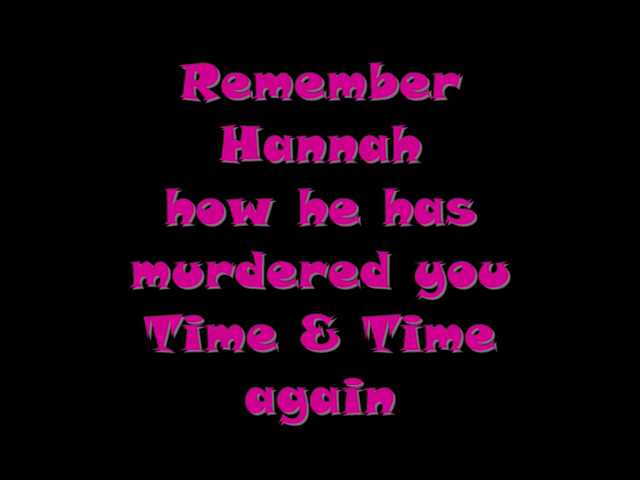 Remember
Hannah
how he has
murdered you
Time & Time
again